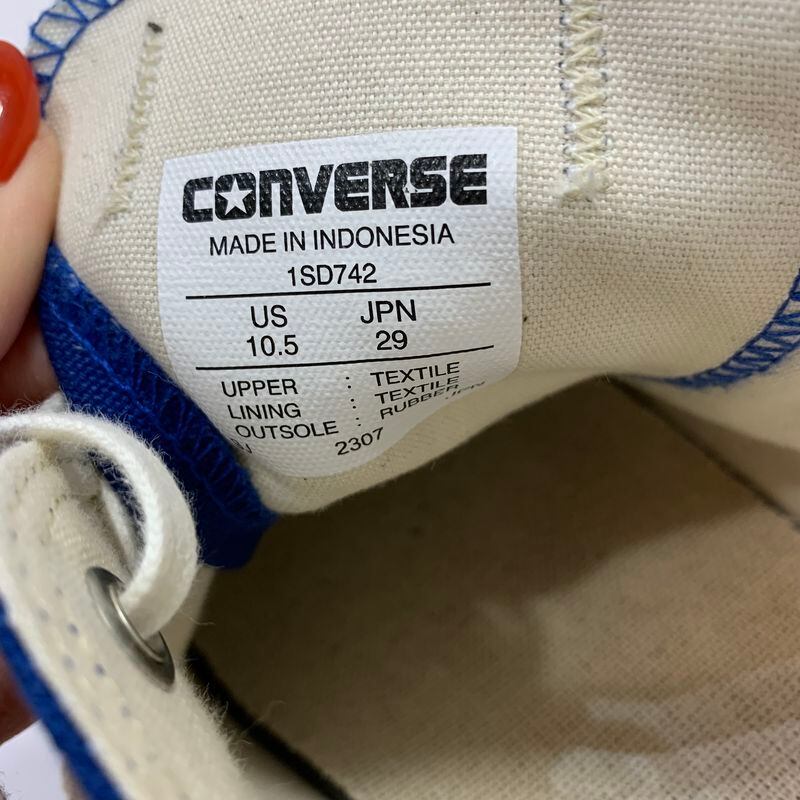 CONVERSE
MADE IN INDONESIA
1SD742
US JPN
10.5 29
UPPER : TEXTILE
LINING : TEXTILE
OUTSOLE : RUBBER
2307